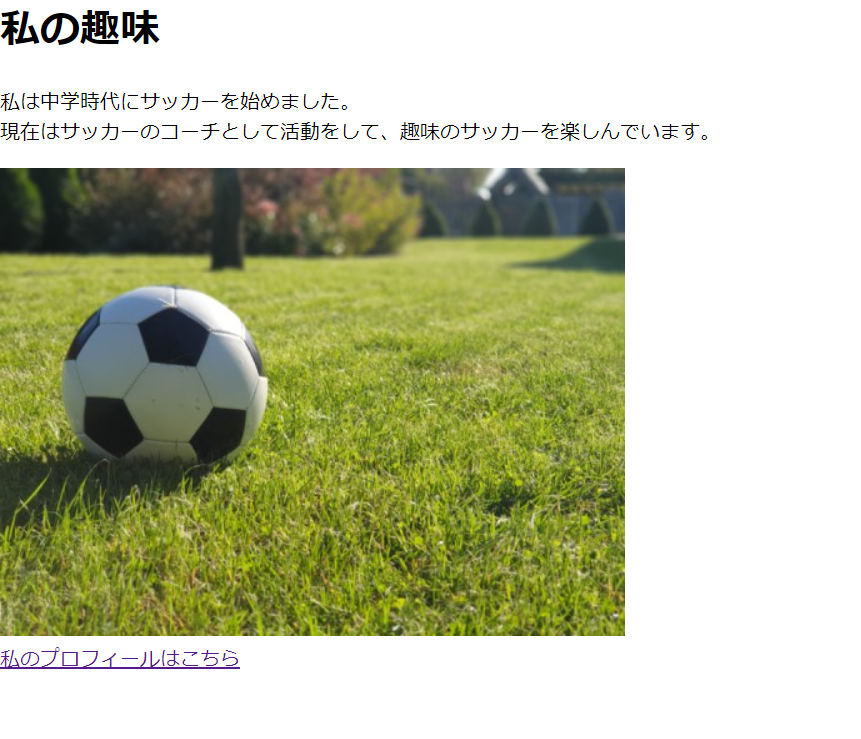 私の趣味
私は中学時代にサッカーを始めました。
現在はサッカーのコーチとして活動をして、趣味のサッカーを楽しんでいます。
私のプロフィールはこちら